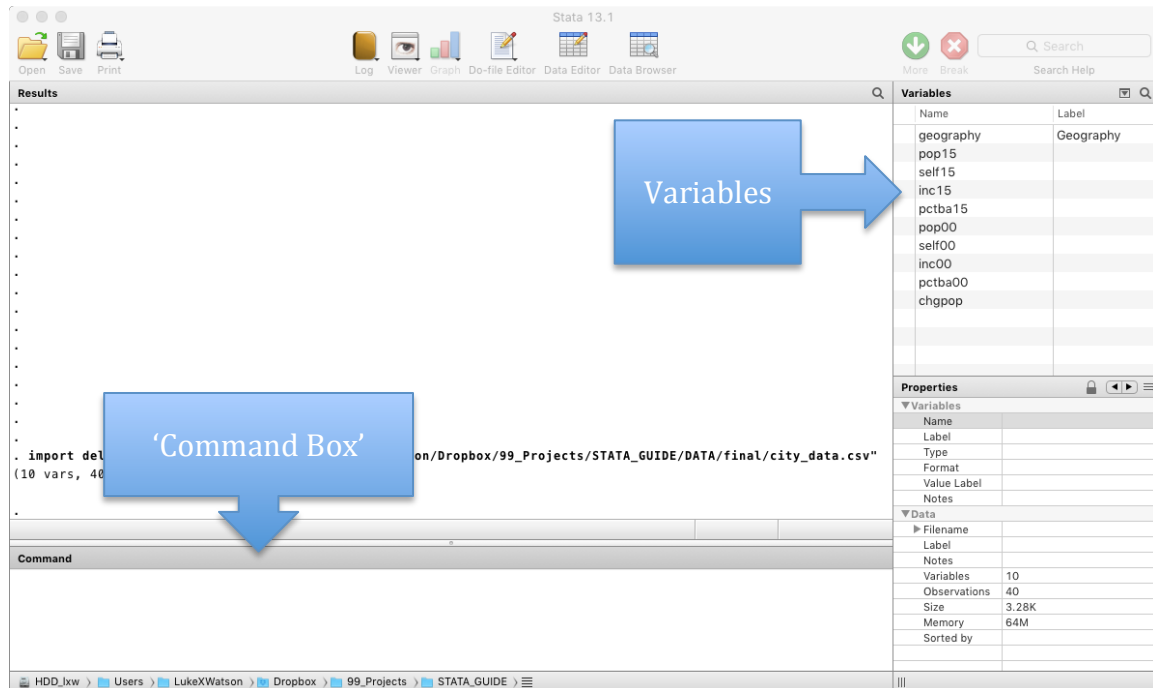 Stata 13.1
Open Save Print Log Viewer Graph Do-file Editor Data Editor Data Browser More Break Search Help
Search
Results
Variables
Name Label
geography Geography
pop15
self15
inc15
pctba15
pop00
self00
inc00
pctba00
chgpop
Variables
'Command Box'
. import del on/Dropbox/99_Projects/STATA_GUIDE/DATA/final/city_data.csv"
(10 vars, 40
.
Command
Properties
Variables
Name
Label
Type
Format
Value Label
Notes
Data
Filename
Label
Notes
Variables 10
Observations 40
Size 3.28K
Memory 64M
Sorted by
HDD_lxw Users LukeXWatson Dropbox 99_Projects STATA_GUIDE